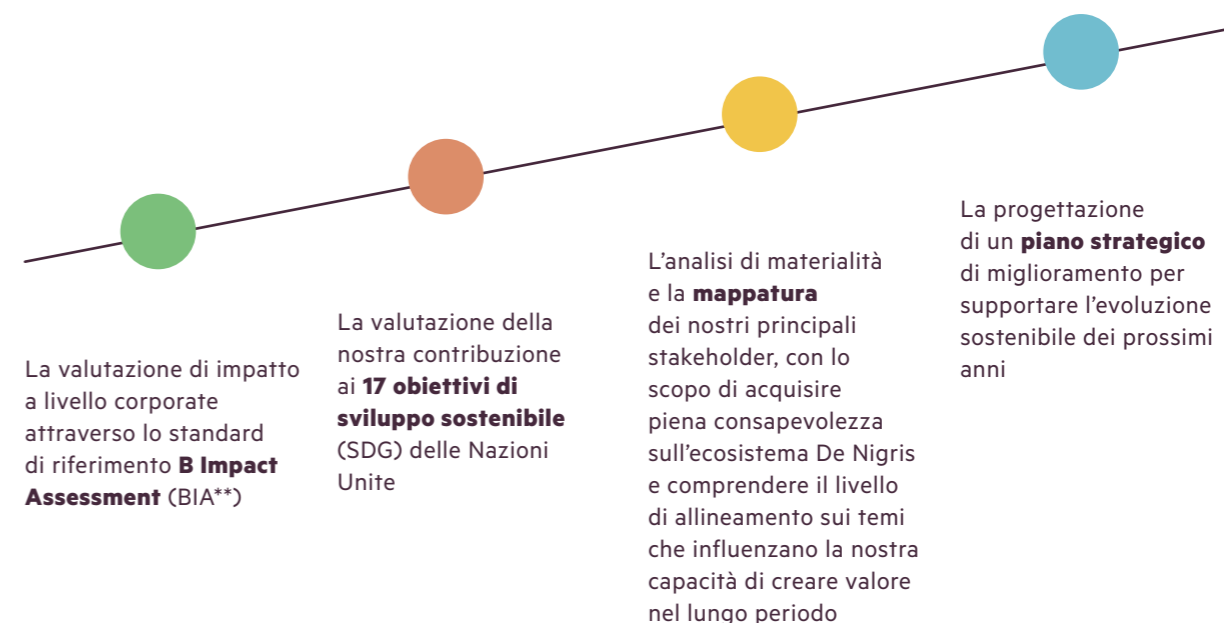 La valutazione di impatto
a livello corporate
attraverso lo standard
di riferimento B Impact
Assessment (BIA**)
La valutazione della
nostra contribuzione
ai 17 obiettivi di
sviluppo sostenibile
(SDG) delle Nazioni
Unite
L’analisi di materialità
e la mappatura
dei nostri principali
stakeholder, con lo
scopo di acquisire
piena consapevolezza
sull’ecosistema De Nigris
e comprendere il livello
di allineamento sui temi
che influenzano la nostra
capacità di creare valore
nel lungo periodo
La progettazione
di un piano strategico
di miglioramento per
supportare l’evoluzione
sostenibile dei prossimi
anni